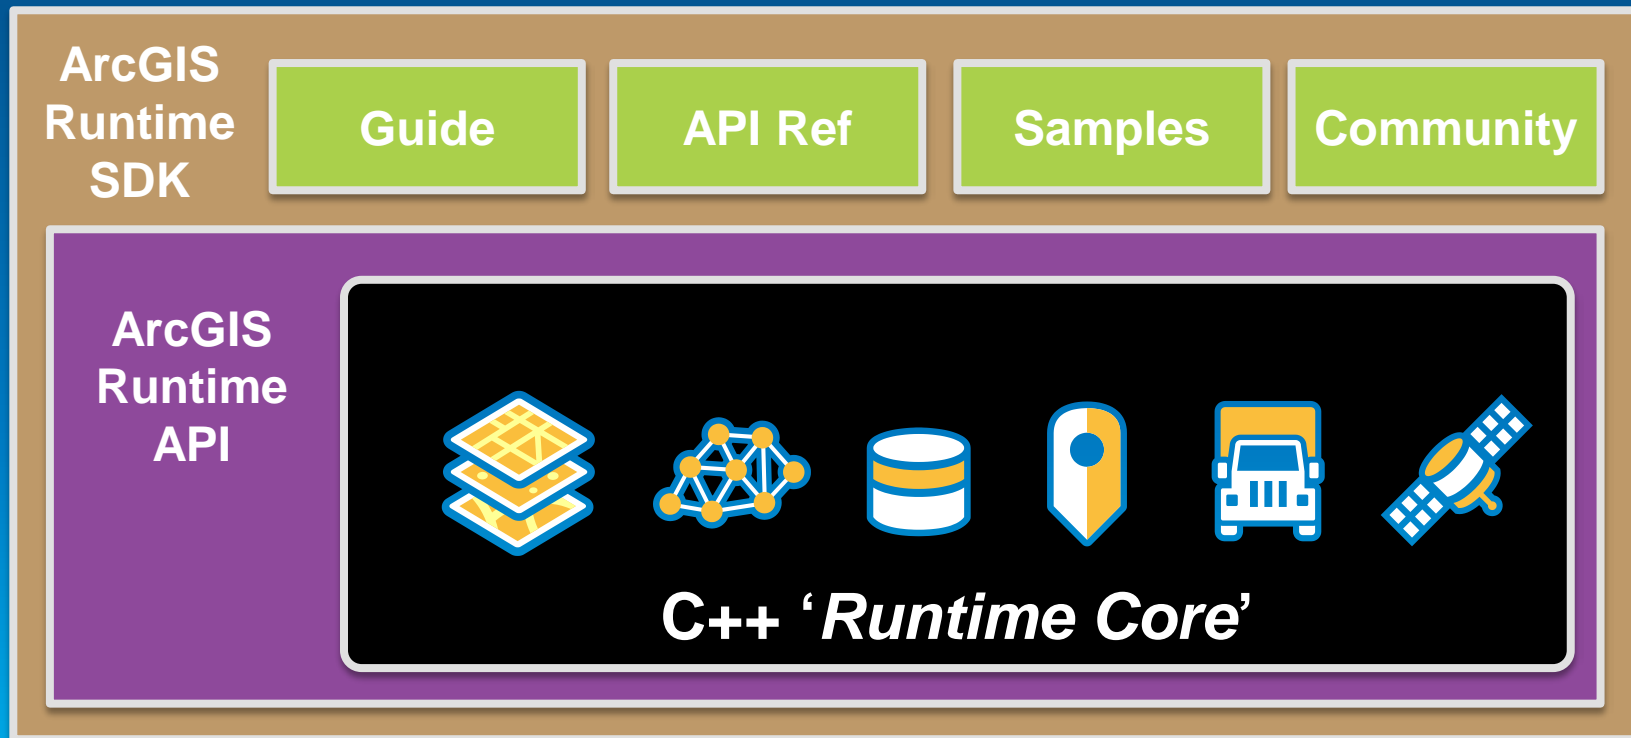 ArcGIS
Runtime
SDK
Guide
API Ref
Samples
Community
ArcGIS
Runtime
API
C++ ‘Runtime Core’